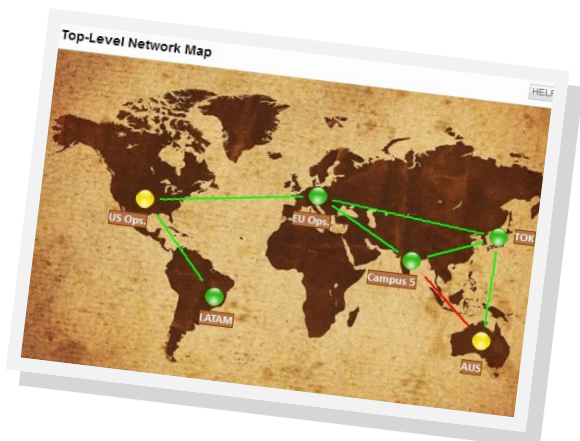 Top-Level Network Map
HELP
US Ops.
EU Ops.
TOK
Campus 5
LATAM
AUS